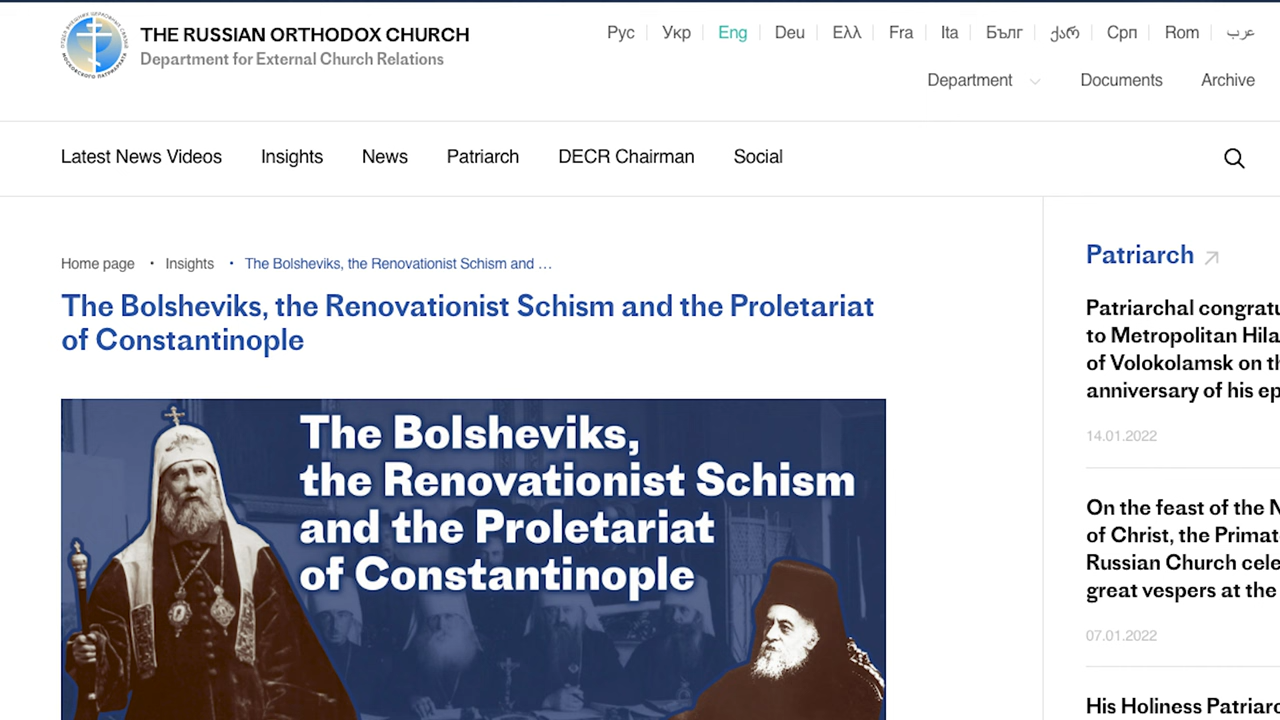 THE RUSSIAN ORTHODOX CHURCH
Department for External Church Relations
Рус Укр Eng Deu Ελλ Fra Ita Бълг ქარ Срп Rom عرب
Department Documents Archive
Latest News Videos Insights News Patriarch DECR Chairman Social
Home page • Insights • The Bolsheviks, the Renovationist Schism and …
The Bolsheviks, the Renovationist Schism and the Proletariat
of Constantinople
The Bolsheviks,
the Renovationist Schism
and the Proletariat
of Constantinople
Patriarch
Patriarchal congratu
to Metropolitan Hila
of Volokolamsk on th
anniversary of his ep
14.01.2022
On the feast of the N
of Christ, the Primat
Russian Church cele
great vespers at the
07.01.2022
His Holiness Patriarc